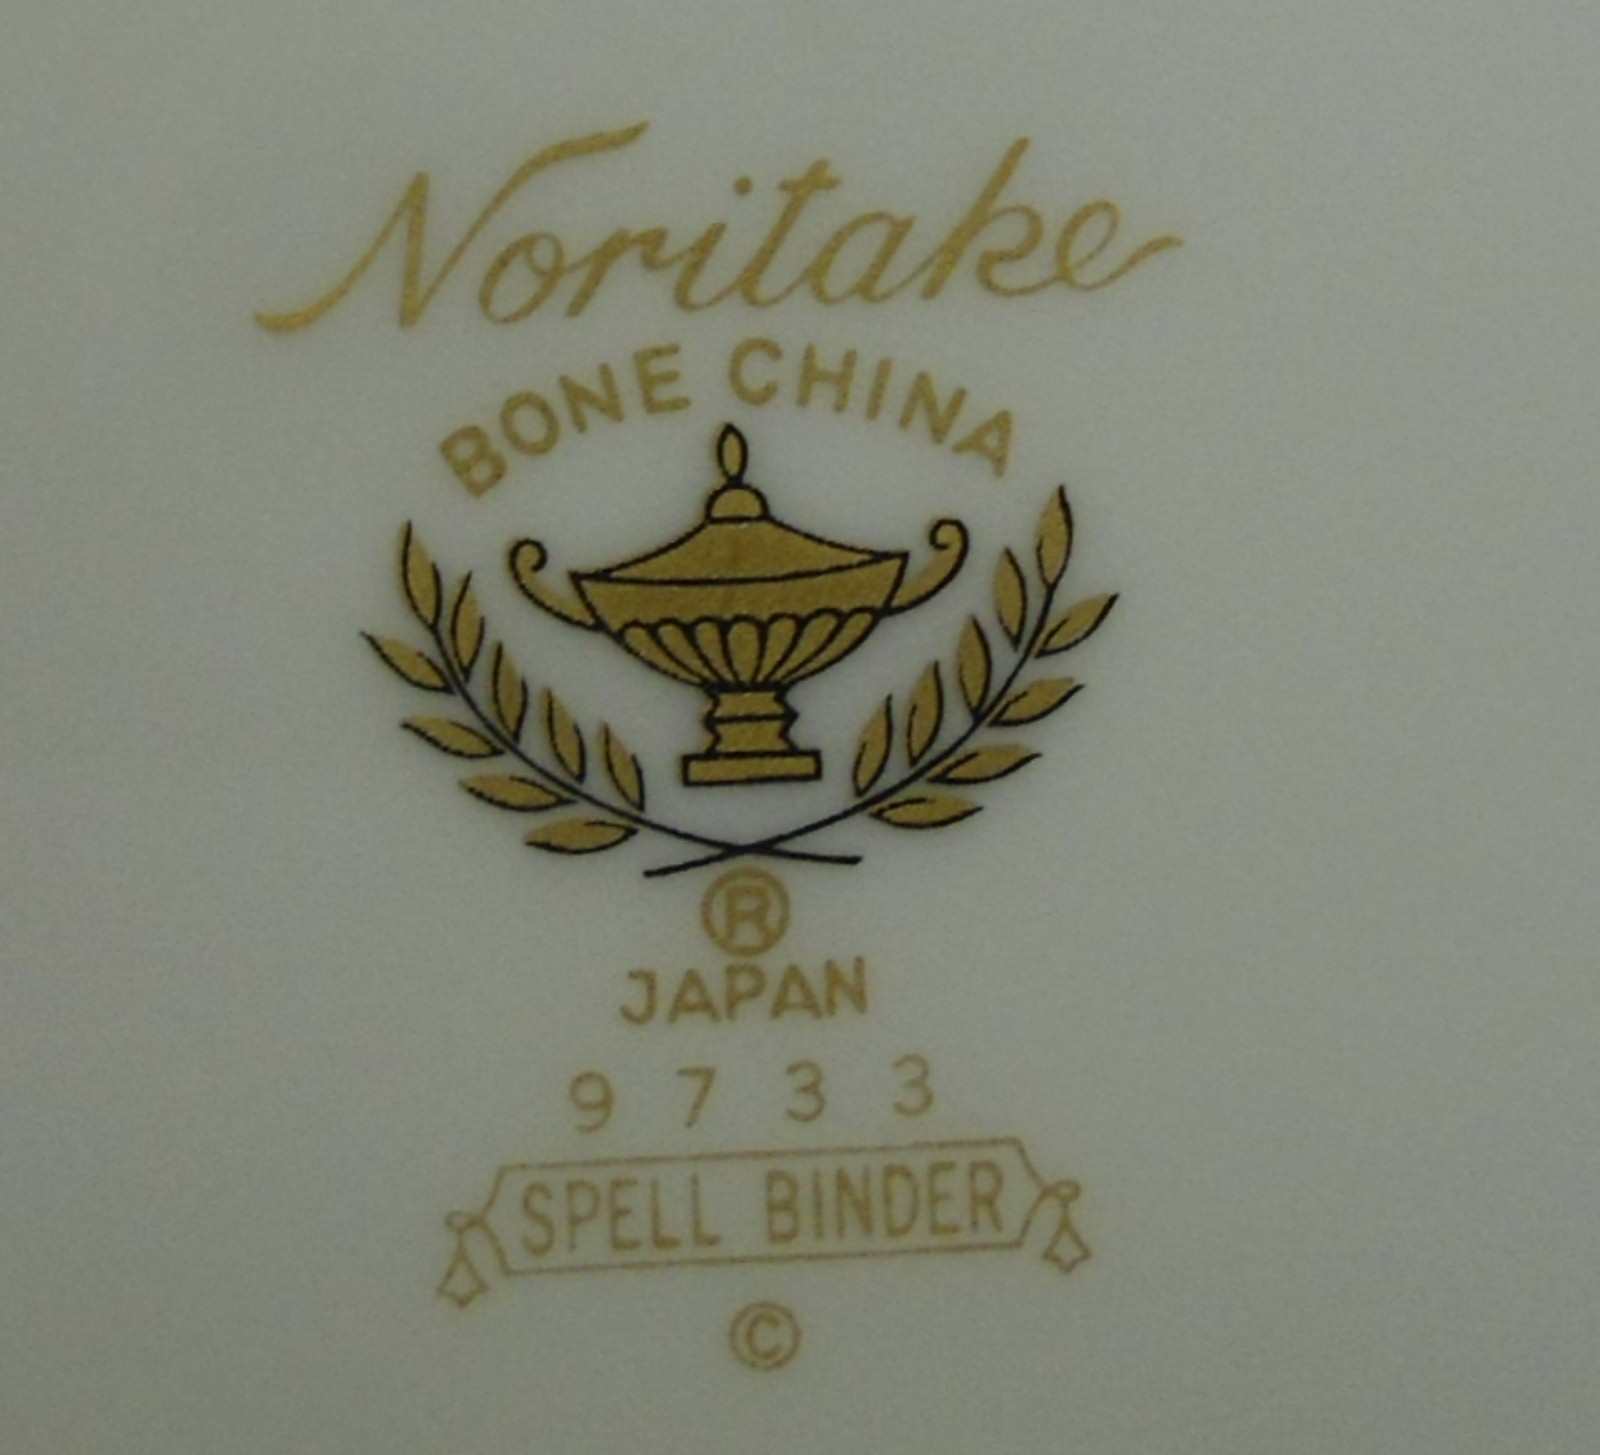 Noritake
BONE CHINA
®
JAPAN
9733
SPELL BINDER
©